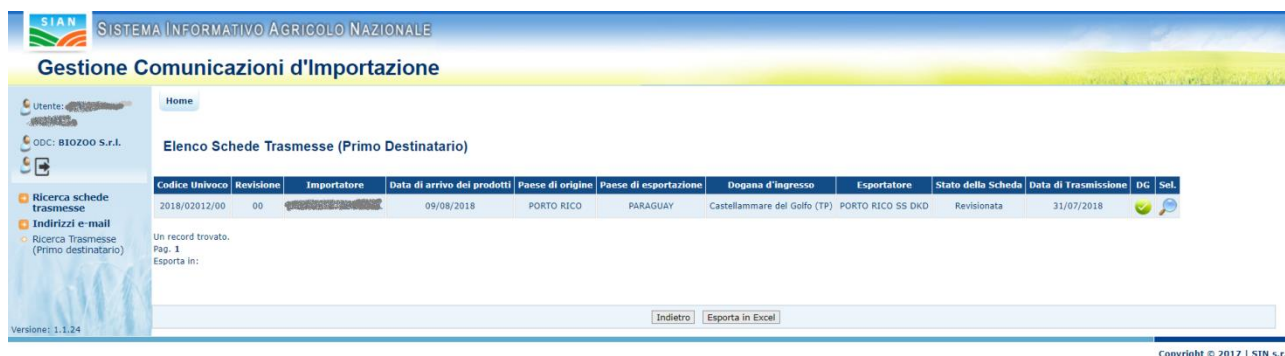 SIAN
SISTEMA INFORMATIVO AGRICOLO NAZIONALE
Gestione Comunicazioni d'Importazione
Utente:
ODC: BIOZOO S.r.l.
Ricerca schede
trasmesse
Indirizzi e-mail
Ricerca Trasmesse
(Primo destinatario)
Versione: 1.1.24
Home
Elenco Schede Trasmesse (Primo Destinatario)
Codice Univoco Revisione Importatore Data di arrivo dei prodotti Paese di origine Paese di esportazione Dogana d'ingresso Esportatore Stato della Scheda Data di Trasmissione DG Sel.
2018/02012/00 00 09/08/2018 PORTO RICO PARAGUAY Castellammare del Golfo (TP) PORTO RICO SS DKD Revisionata 31/07/2018
Un record trovato.
Pag. 1
Esporta in:
Indietro Esporta in Excel
Copyright © 2017 | SIN s.r